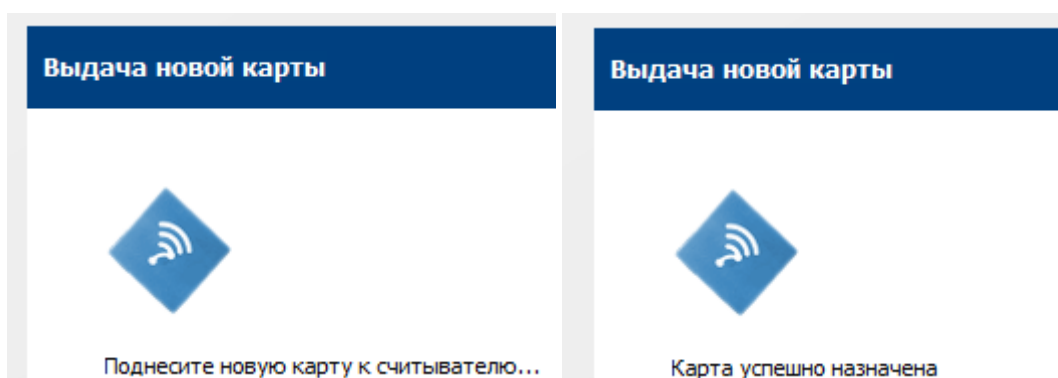 Выдача новой карты
Поднесите новую карту к считывателю...
Выдача новой карты
Карта успешно назначена